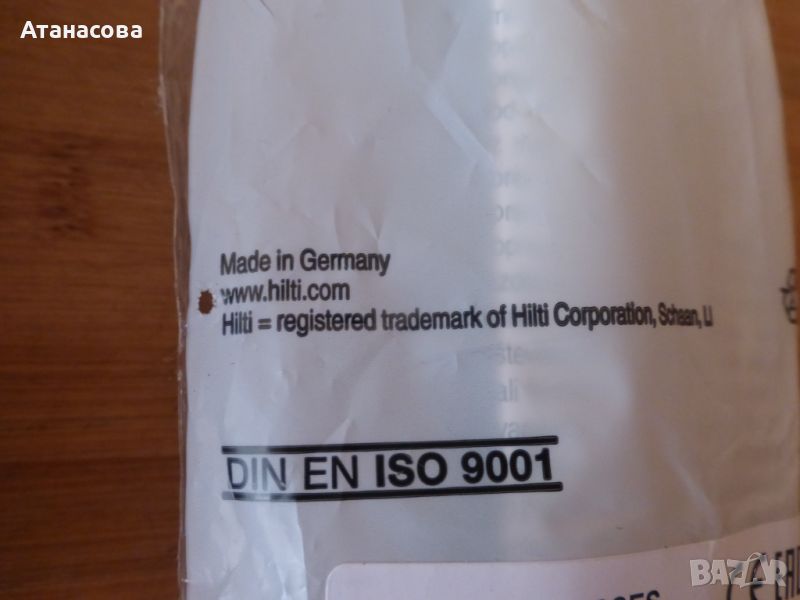 Атанасова
Made in Germany
www.hilti.com
Hilti = registered trademark of Hilti Corporation, Schaan, LI
DIN EN ISO 9001
BAZAR